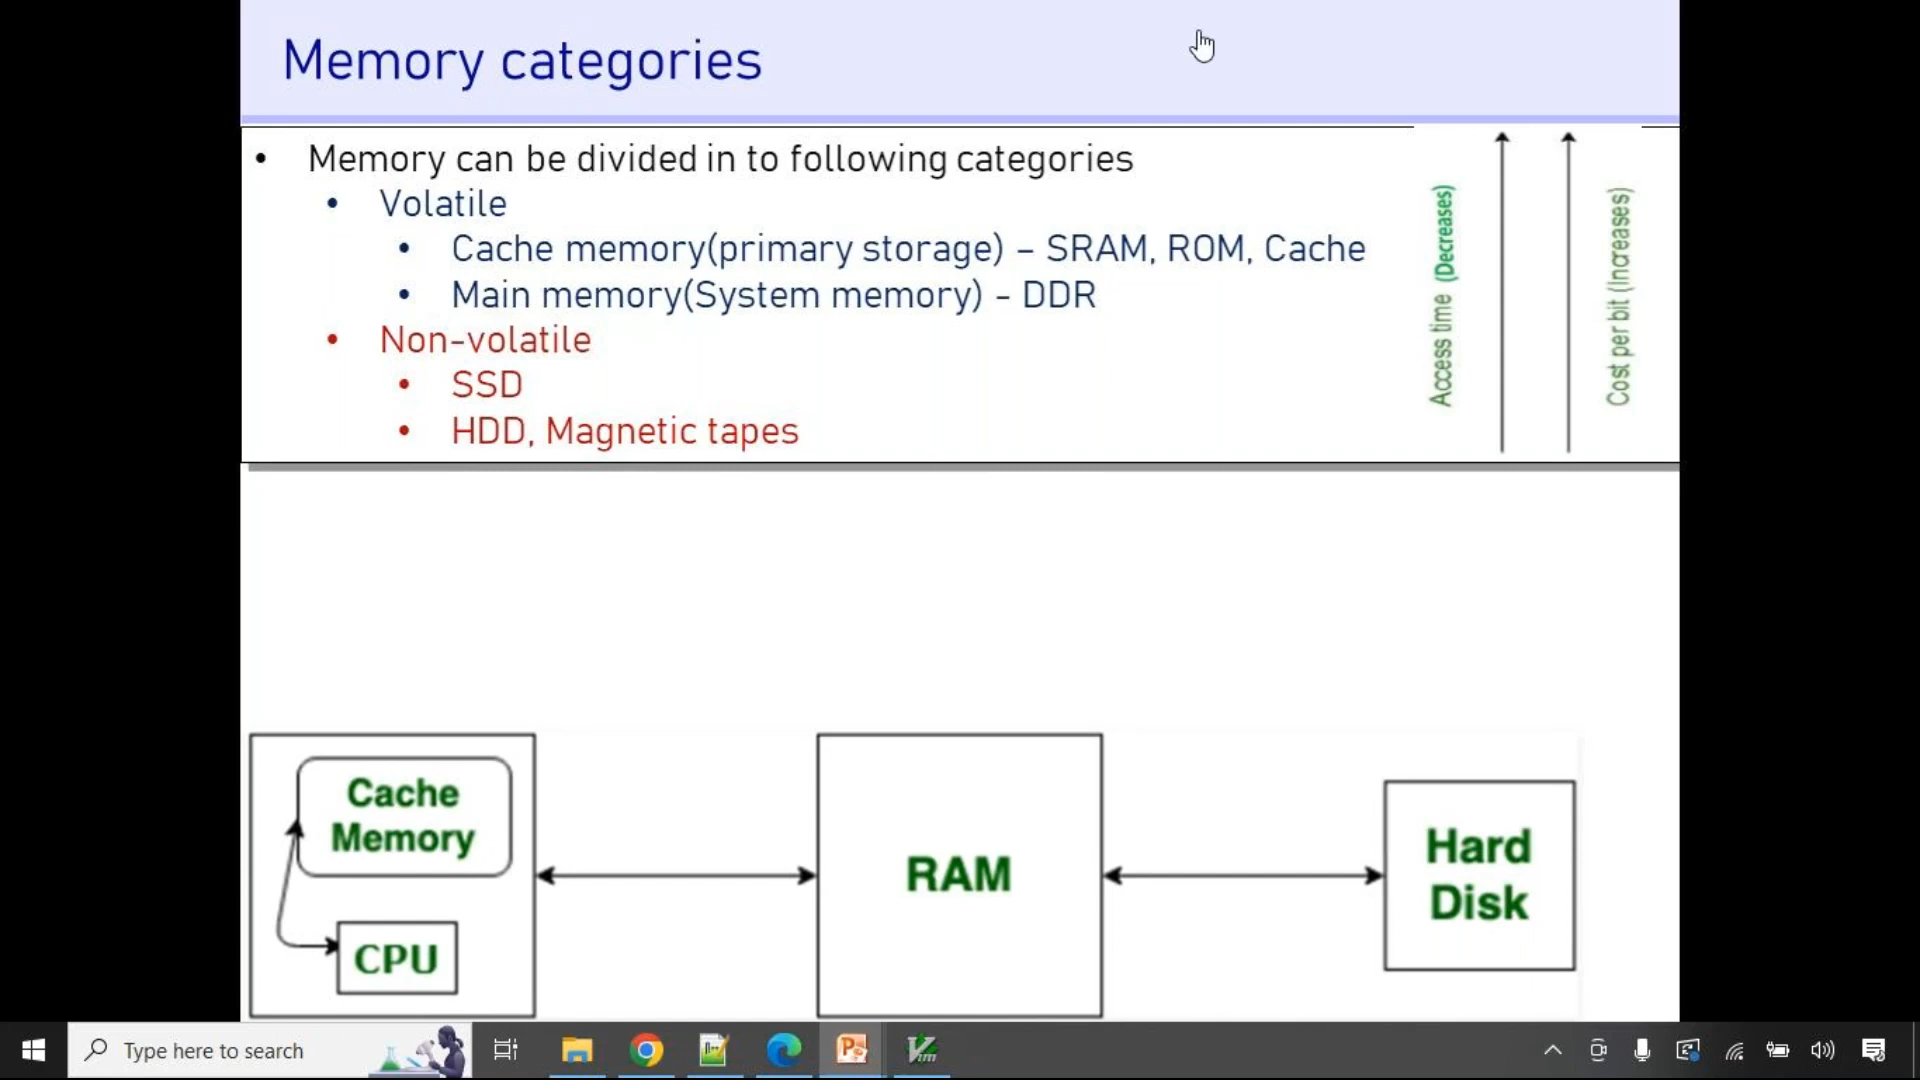 Memory categories
• Memory can be divided in to following categories
• Volatile
• Cache memory(primary storage) – SRAM, ROM, Cache
• Main memory(System memory) - DDR
• Non-volatile
• SSD
• HDD, Magnetic tapes
Access time (Decreases)
Cost per bit (Increases)
Cache
Memory
CPU
RAM
Hard
Disk
Type here to search